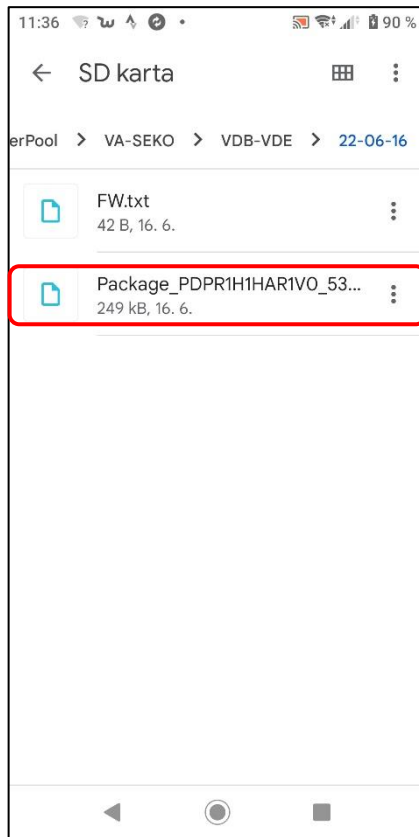 11:36 90 %
SD karta
erPool > VA-SEKO > VDB-VDE > 22-06-16
FW.txt
42 B, 16. 6.
Package_PDPR1H1HAR1VO_53...
249 kB, 16. 6.